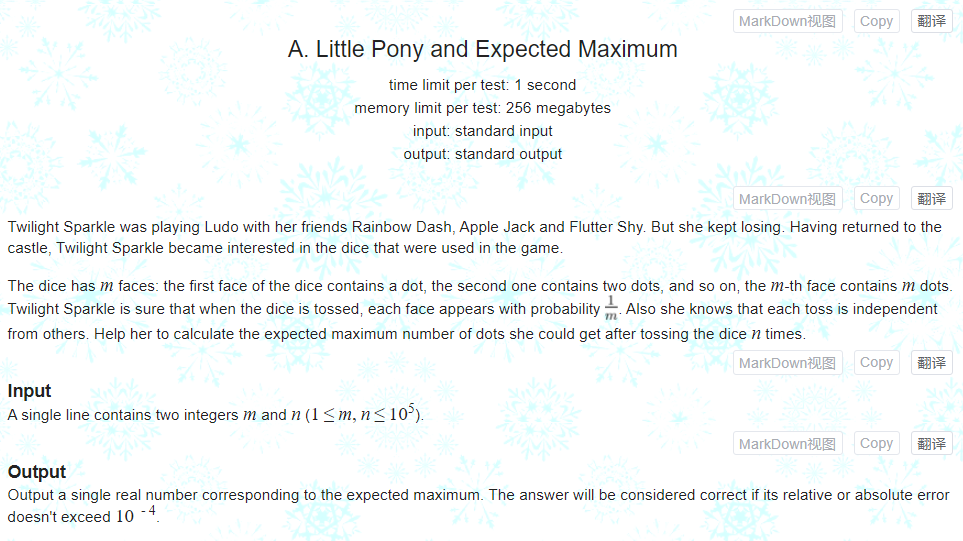 MarkDown视图 Copy 翻译
A. Little Pony and Expected Maximum
time limit per test: 1 second
memory limit per test: 256 megabytes
input: standard input
output: standard output
MarkDown视图 Copy 翻译
Twilight Sparkle was playing Ludo with her friends Rainbow Dash, Apple Jack and Flutter Shy. But she kept losing. Having returned to the
castle, Twilight Sparkle became interested in the dice that were used in the game.
The dice has m faces: the first face of the dice contains a dot, the second one contains two dots, and so on, the m-th face contains m dots.
Twilight Sparkle is sure that when the dice is tossed, each face appears with probability 1/m. Also she knows that each toss is independent
from others. Help her to calculate the expected maximum number of dots she could get after tossing the dice n times.
MarkDown视图 Copy 翻译
Input
A single line contains two integers m and n (1 ≤ m, n ≤ 10^5).
MarkDown视图 Copy 翻译
Output
Output a single real number corresponding to the expected maximum. The answer will be considered correct if its relative or absolute error
doesn't exceed 10^ - 4.